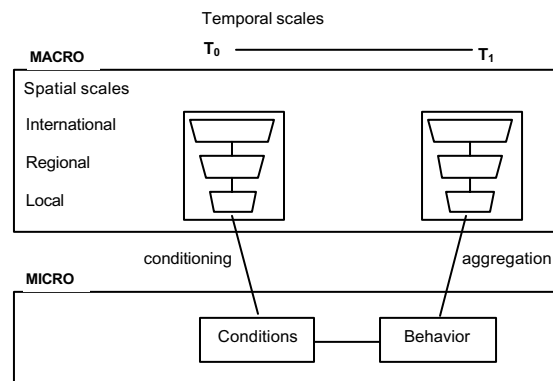 Temporal scales
T₀ T₁
MACRO
Spatial scales
International
Regional
Local
conditioning aggregation
MICRO
Conditions Behavior